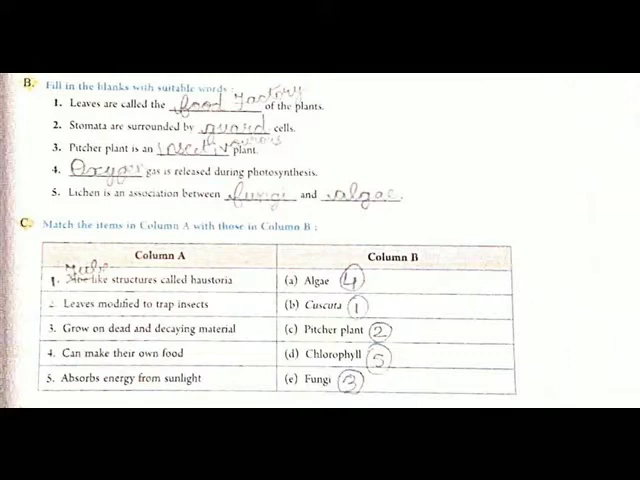 B. Fill in the blanks with suitable words :
1. Leaves are called the food Factory of the plants.
2. Stomata are surrounded by guard cells.
3. Pitcher plant is an insectivorous plant.
4. Oxygen gas is released during photosynthesis.
5. Lichen is an association between fungi and algae.
C. Match the items in Column A with those in Column B :
Column A Column B
1. Tube like structures called haustoria (a) Algae 4
2. Leaves modified to trap insects (b) Cuscuta 1
3. Grow on dead and decaying material (c) Pitcher plant 2
4. Can make their own food (d) Chlorophyll 5
5. Absorbs energy from sunlight (e) Fungi 3